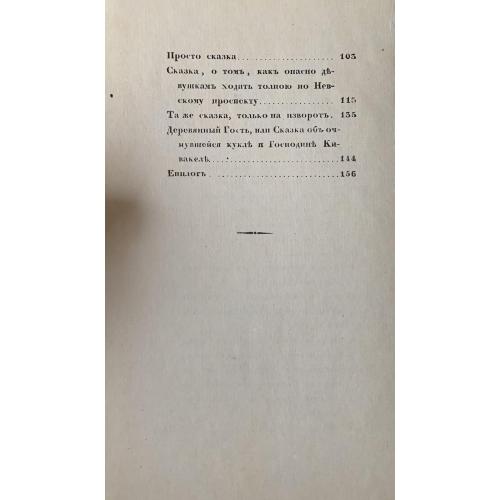 Просто сказка 103
Сказка, о томъ, какъ опасно дѣ-
вушкамъ ходить толпою по Нев-
скому проспекту 115
Та же сказка, только на изворотъ. 135
Деревянный Гость, или Сказка объ оч-
нувшейся куклѣ и Господинѣ Ки-
вакелѣ 144
Епилогъ 156